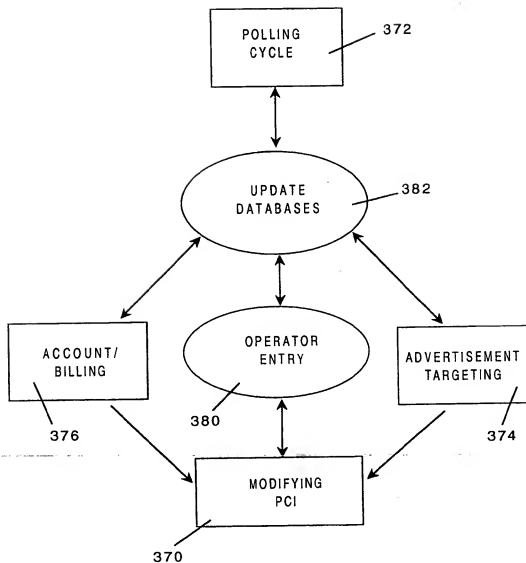 POLLING
CYCLE
372
UPDATE
DATABASES
382
ACCOUNT/
BILLING
376
OPERATOR
ENTRY
380
ADVERTISEMENT
TARGETING
374
MODIFYING
PCI
370